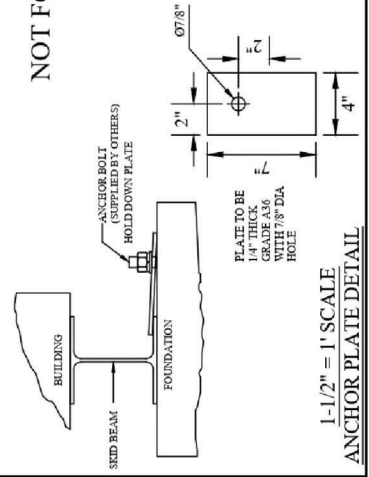 NOT FO
BUILDING
SKID BEAM
FOUNDATION
ANCHOR BOLT
(SUPPLIED BY OTHERS)
HOLD DOWN PLATE
Ø7/8"
2"
2"
7"
4"
PLATE TO BE
1/4" THICK
GRADE A36
WITH 7/8" DIA
HOLE
1-1/2" = 1' SCALE
ANCHOR PLATE DETAIL